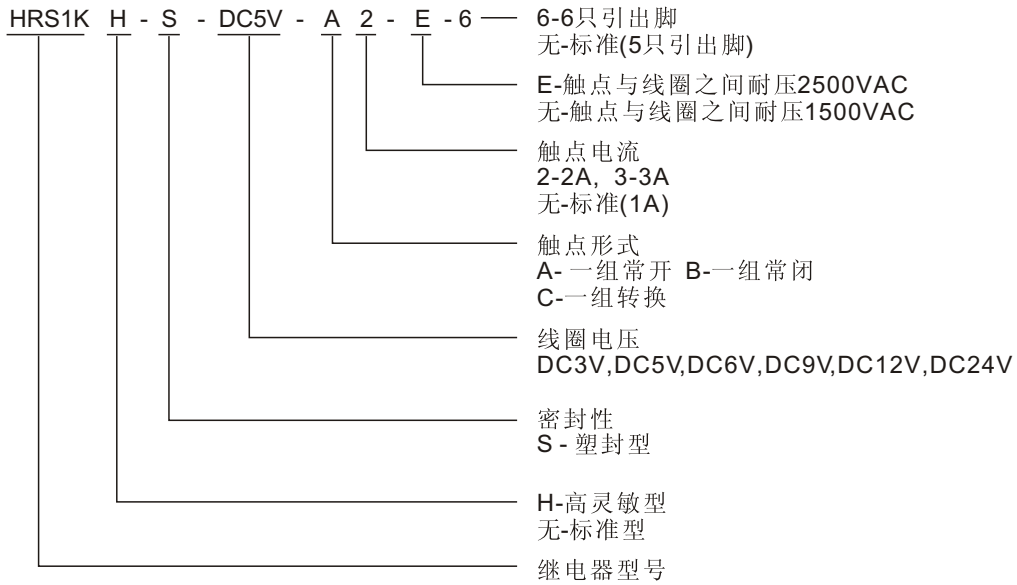 HRS1K H - S - DC5V - A 2 - E - 6
6-6只引出脚
无-标准(5只引出脚)
E-触点与线圈之间耐压2500VAC
无-触点与线圈之间耐压1500VAC
触点电流
2-2A, 3-3A
无-标准(1A)
触点形式
A- 一组常开 B-一组常闭
C-一组转换
线圈电压
DC3V,DC5V,DC6V,DC9V,DC12V,DC24V
密封性
S - 塑封型
H-高灵敏型
无-标准型
继电器型号